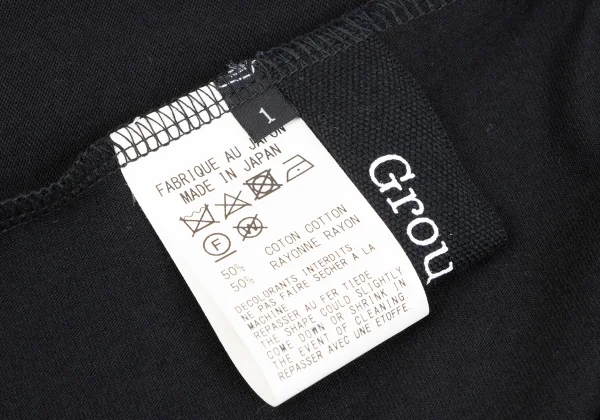 1
FABRIQUE AU JAPON
MADE IN JAPAN
50% COTON COTTON
50% RAYONNE RAYON
DECOLORANTS INTERDITS
NE PAS FAIRE SECHER A LA
MACHINE
REPASSER AU FER TIEDE
THE SHAPE COULD SLIGHTLY
COME DOWN OR SHRINK IN
THE EVENT OF CLEANING.
REPASSER AVEC UNE ETOFFE.
Grou